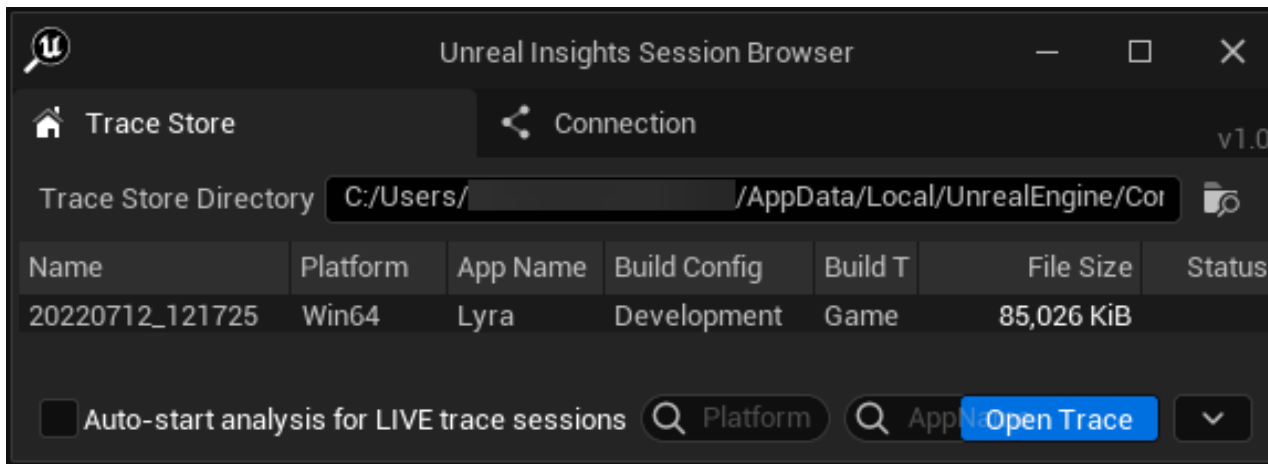 Unreal Insights Session Browser
Trace Store Connection v1.0
Trace Store Directory C:/Users/ /AppData/Local/UnrealEngine/Con
Name Platform App Name Build Config Build T File Size Status
20220712_121725 Win64 Lyra Development Game 85,026 KiB
Auto-start analysis for LIVE trace sessions Platform AppName Open Trace